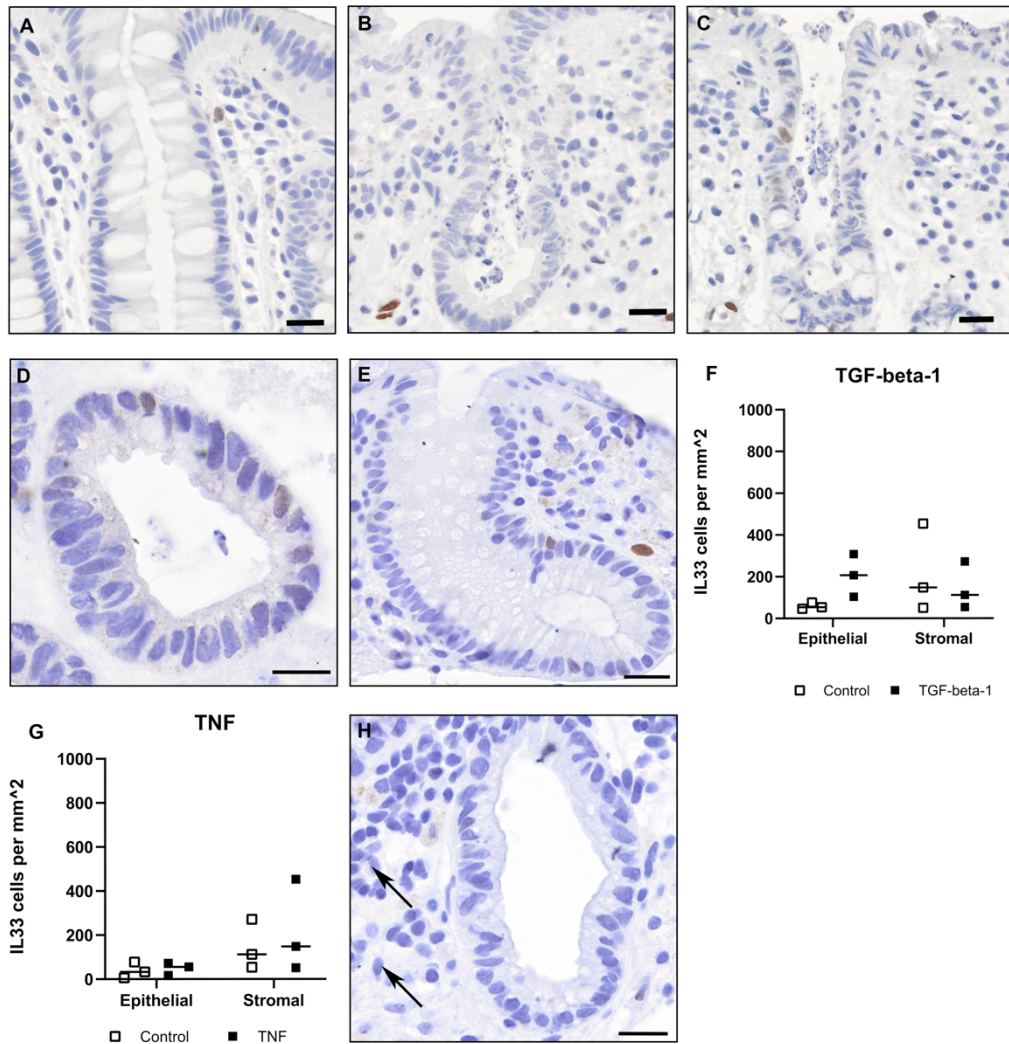 A
B
C
D
E
F
TGF-beta-1
IL33 cells per mm^2
1000
800
600
400
200
0
Epithelial
Stromal
Control
TGF-beta-1
G
TNF
IL33 cells per mm^2
1000
800
600
400
200
0
Epithelial
Stromal
Control
TNF
H